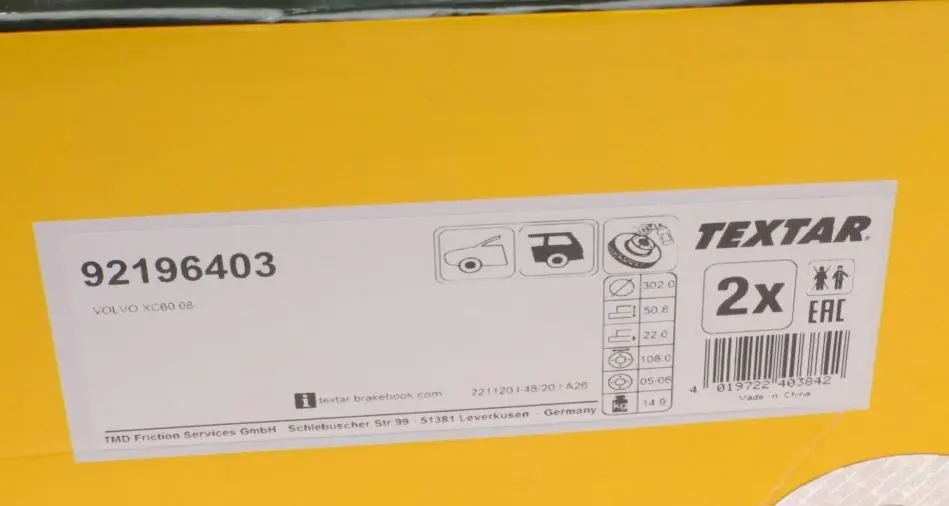 92196403
VOLVO XC60 08-
i textar.brakebook.com
221120 I 48/20 I A26
TMD Friction Services GmbH Schlebuscher Str 99 · 51381 Leverkusen · Germany
302.0
50.8
22.0
108.0
05/06
kg 14.9
TEXTAR
2x
EAC
4 019722 403842
Made in China